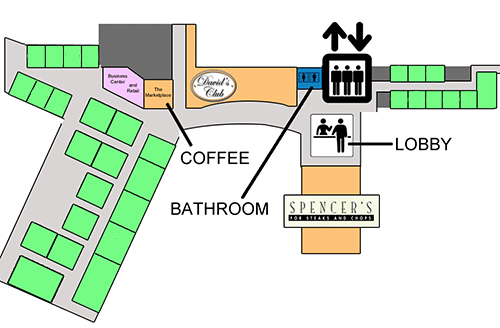 Business
Center
and
Retail
The
Marketplace
David's
Club
COFFEE
BATHROOM
LOBBY
SPENCER'S
FOR STEAKS AND CHOPS